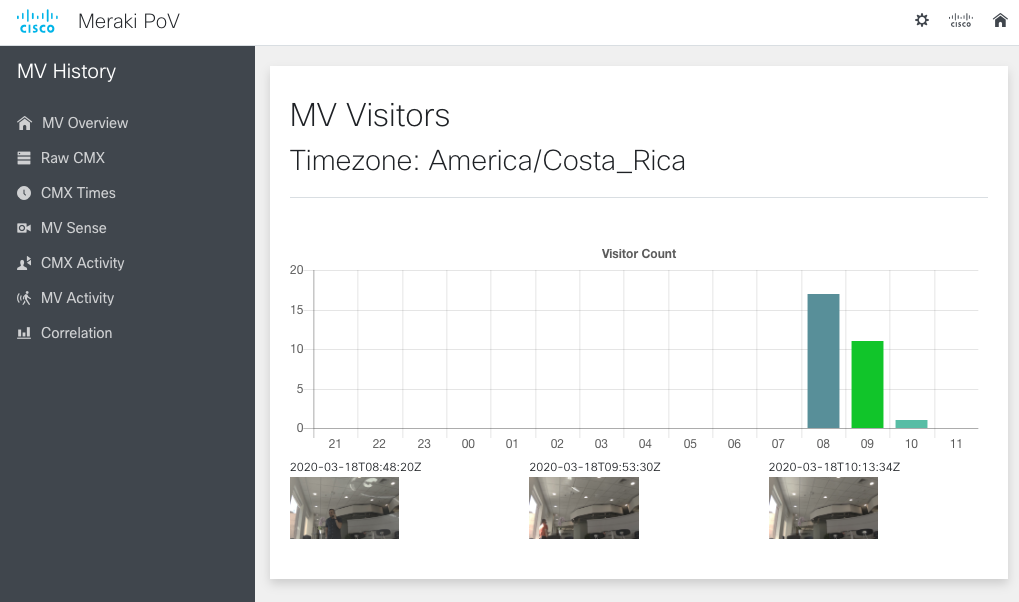 CISCO Meraki PoV CISCO
MV History
MV Overview
Raw CMX
CMX Times
MV Sense
CMX Activity
MV Activity
Correlation
MV Visitors
Timezone: America/Costa_Rica
Visitor Count
20
15
10
5
0
21 22 23 00 01 02 03 04 05 06 07 08 09 10 11
2020-03-18T08:48:20Z 2020-03-18T09:53:30Z 2020-03-18T10:13:34Z